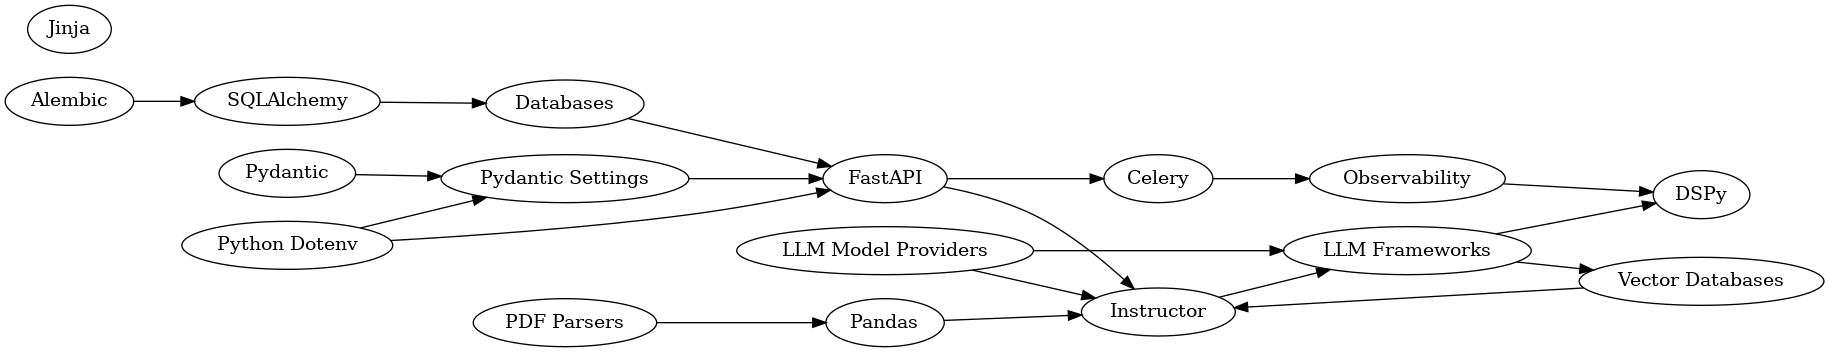 Jinja
Alembic
SQLAlchemy
Databases
Pydantic
Pydantic Settings
FastAPI
Celery
Observability
DSPy
Python Dotenv
LLM Model Providers
LLM Frameworks
Vector Databases
PDF Parsers
Pandas
Instructor